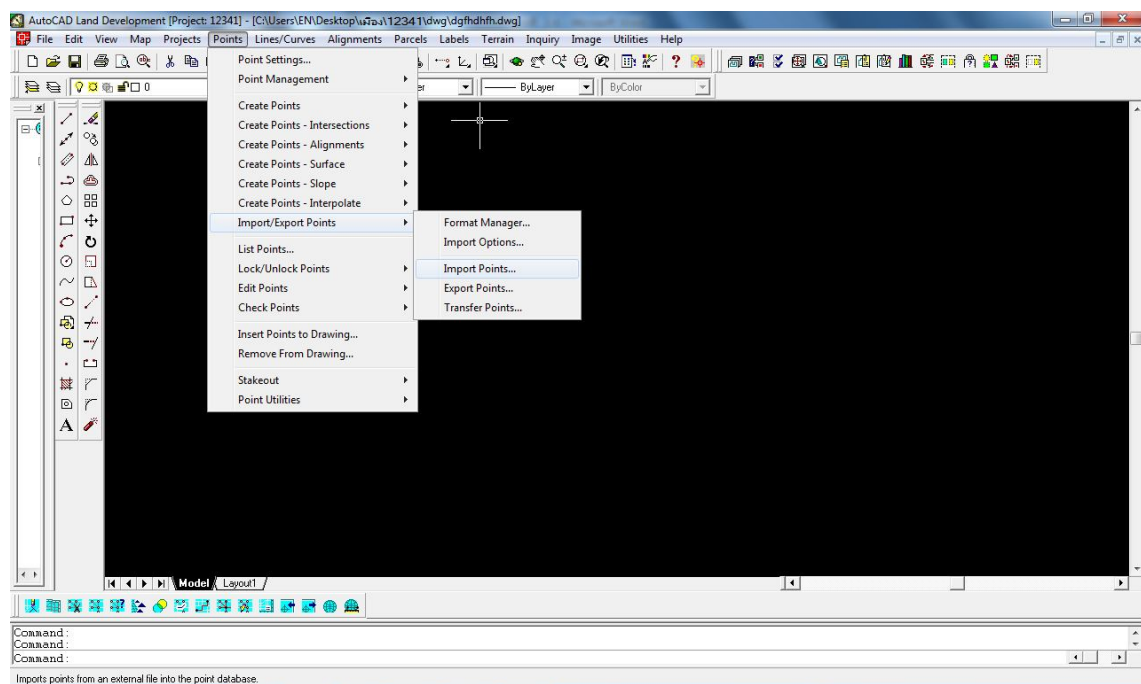 AutoCAD Land Development [Project: 12341] - [C:\Users\EN\Desktop\เมือง\12341\dwg\dgfhdhfh.dwg]
File Edit View Map Projects Points Lines/Curves Alignments Parcels Labels Terrain Inquiry Image Utilities Help
0
er
ByLayer
ByColor
Point Settings...
Point Management
Create Points
Create Points - Intersections
Create Points - Alignments
Create Points - Surface
Create Points - Slope
Create Points - Interpolate
Import/Export Points
List Points...
Lock/Unlock Points
Edit Points
Check Points
Insert Points to Drawing...
Remove From Drawing...
Stakeout
Point Utilities
Format Manager...
Import Options...
Import Points...
Export Points...
Transfer Points...
A
Model Layout1
Command:
Command:
Command:
Imports points from an external file into the point database.